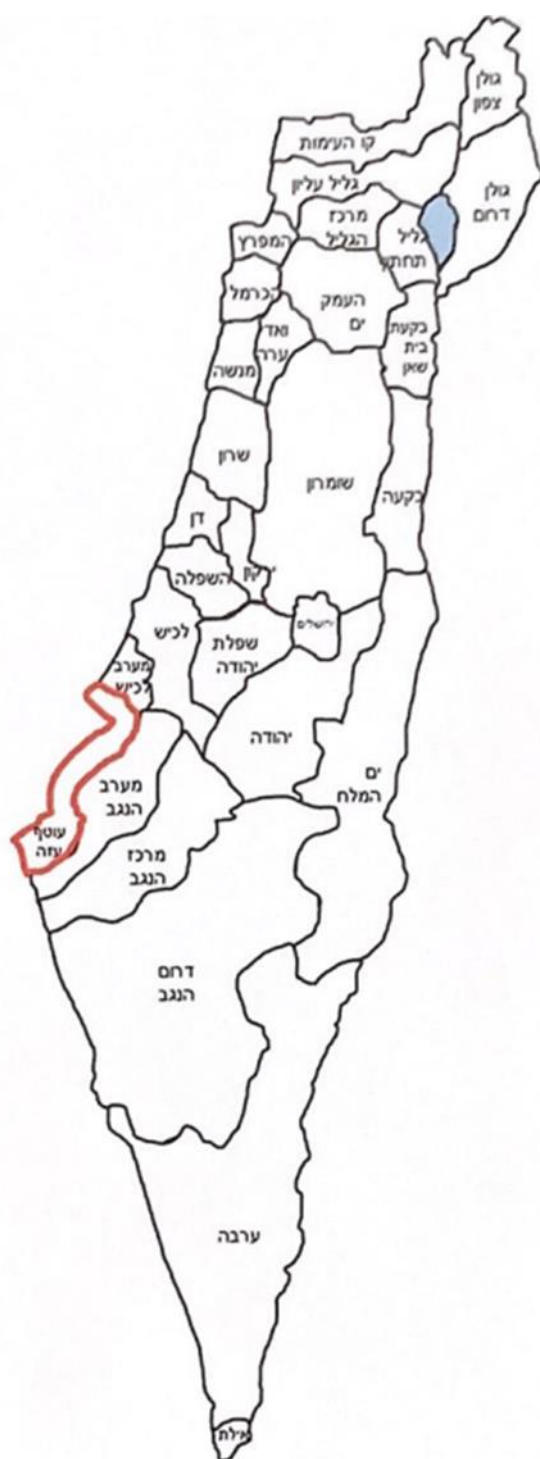 גולן
צפון
קו העימות
גליל עליון
גולן
דרום
מרכז
הגליל
גליל
תחתון
המפרץ
הכרמל
העמק
ים
ואדי
ערה
בקעת
בית
שאן
מנשה
שרון
שומרון
בקעה
דן
השפלה
ירושלים
לכיש
שפלת
יהודה
מערב
לכיש
יהודה
ים
המלח
מערב
הנגב
עוטף
עזה
מרכז
הנגב
דרום
הנגב
ערבה
אילת